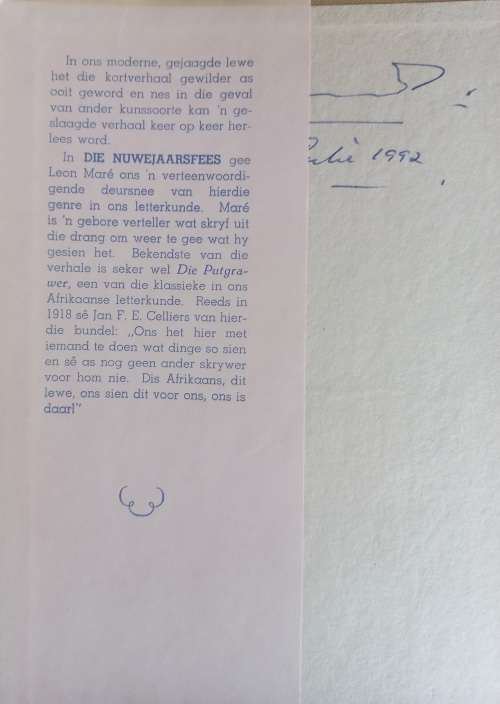 In ons moderne, gejaagde lewe
het die kortverhaal gewilder as
ooit geword en nes in die geval
van ander kunssoorte kan 'n ge-
slaagde verhaal keer op keer her-
lees word.
In DIE NUWEJAARSFEES gee
Leon Maré ons 'n verteenwoordi-
gende deursnee van hierdie
genre in ons letterkunde. Maré
is 'n gebore verteller wat skryf uit
die drang om weer te gee wat hy
gesien het. Bekendste van die
verhale is seker wel Die Putgra-
wer, een van die klassieke in ons
Afrikaanse letterkunde. Reeds in
1918 sê Jan F. E. Celliers van hier-
die bundel: „Ons het hier met
iemand te doen wat dinge so sien
en sê as nog geen ander skrywer
voor hom nie. Dis Afrikaans, dit
lewe, ons sien dit voor ons, ons is
daar!"
1992